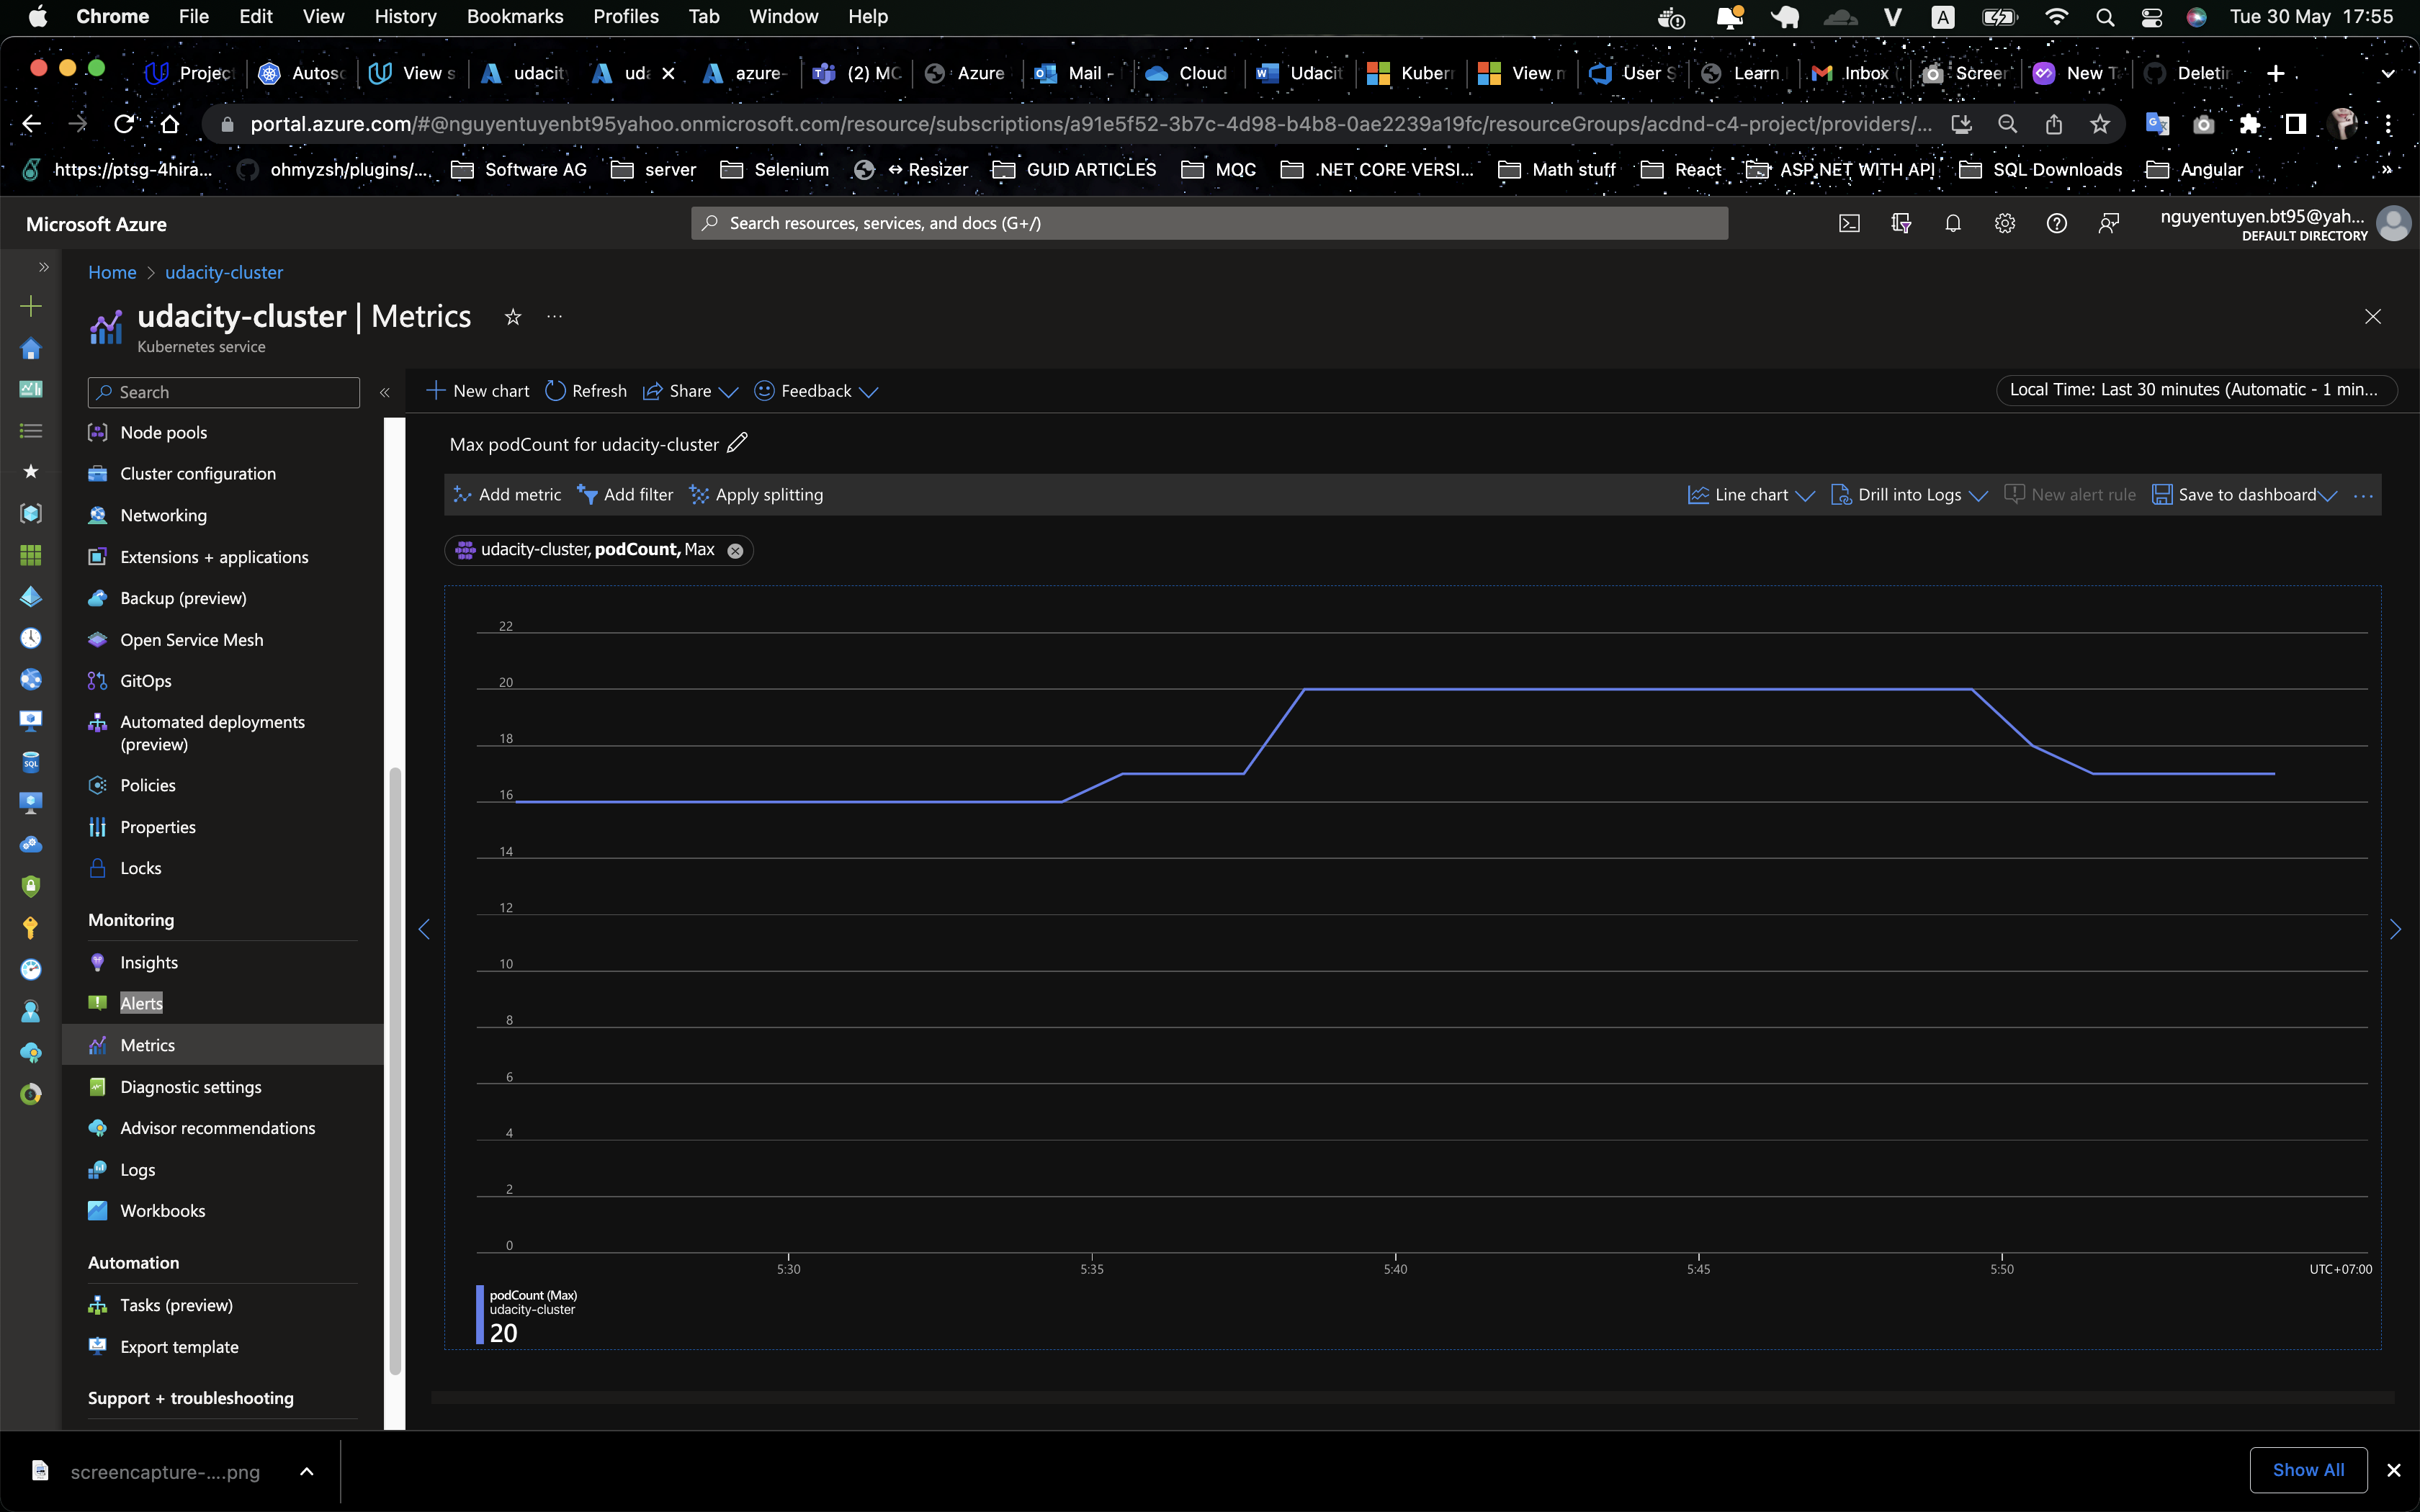 Chrome File Edit View History Bookmarks Profiles Tab Window Help
Tue 30 May 17:55
Projec Autosc View s udacity uda azure- (2) MC Azure Mail - Cloud Udacit Kuber View m User S Learn Inbox Screen New Ta Deletin
portal.azure.com/#@nguyentuyenbt95yahoo.onmicrosoft.com/resource/subscriptions/a91e5f52-3b7c-4d98-b4b8-0ae2239a19fc/resourceGroups/acdnd-c4-project/providers/...
https://ptsg-4hira... ohmyzsh/plugins/... Software AG server Selenium ↔ Resizer GUID ARTICLES MQC .NET CORE VERSI... Math stuff React ASP.NET WITH API SQL Downloads Angular »
Microsoft Azure
Search resources, services, and docs (G+/)
nguyentuyen.bt95@yah...
DEFAULT DIRECTORY
Home > udacity-cluster
udacity-cluster | Metrics
Kubernetes service
Search
Node pools
Cluster configuration
Networking
Extensions + applications
Backup (preview)
Open Service Mesh
GitOps
Automated deployments
(preview)
Policies
Properties
Locks
Monitoring
Insights
Alerts
Metrics
Diagnostic settings
Advisor recommendations
Logs
Workbooks
Automation
Tasks (preview)
Export template
Support + troubleshooting
New chart Refresh Share Feedback
Local Time: Last 30 minutes (Automatic - 1 min...
Max podCount for udacity-cluster
Add metric Add filter Apply splitting
Line chart Drill into Logs New alert rule Save to dashboard ...
udacity-cluster, podCount, Max
22
20
18
16
14
12
10
8
6
4
2
0
5:30 5:35 5:40 5:45 5:50 UTC+07:00
podCount (Max)
udacity-cluster
20
screencapture-....png
Show All